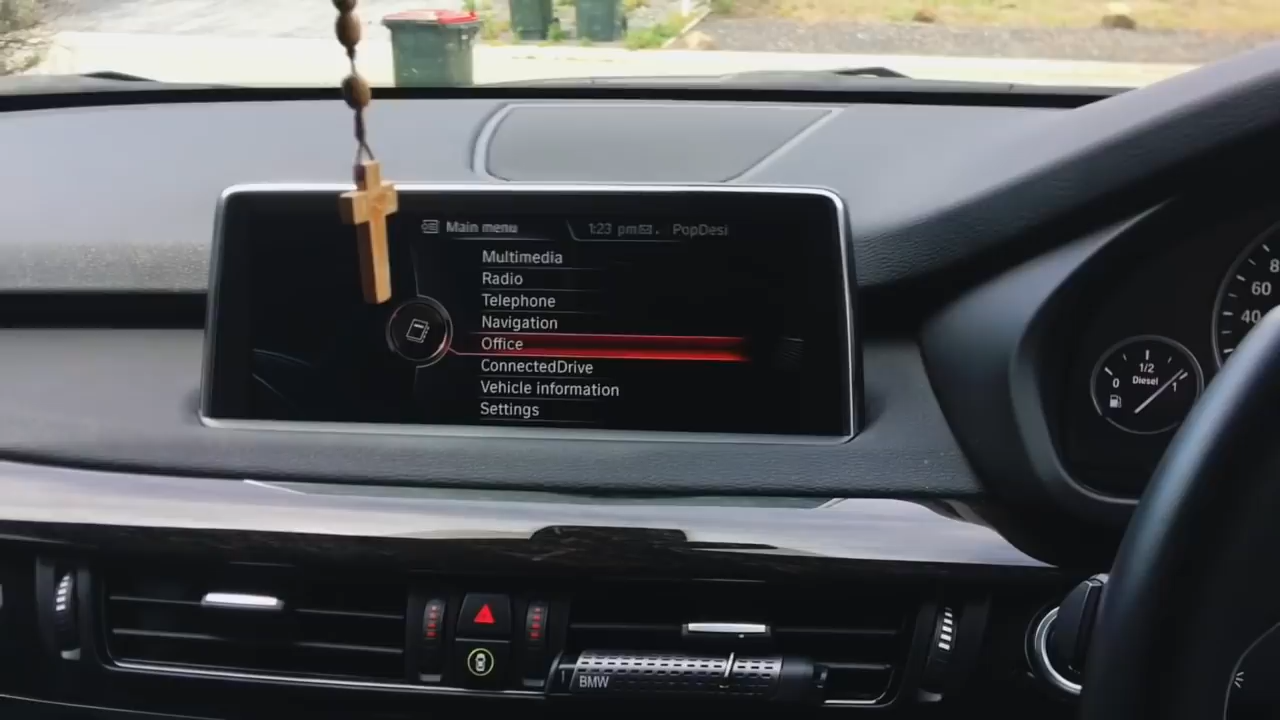 Main menu
1:23 pm
PopDesi
Multimedia
Radio
Telephone
Navigation
Office
ConnectedDrive
Vehicle information
Settings
8
60
40
1/2
Diesel
0
1
BMW